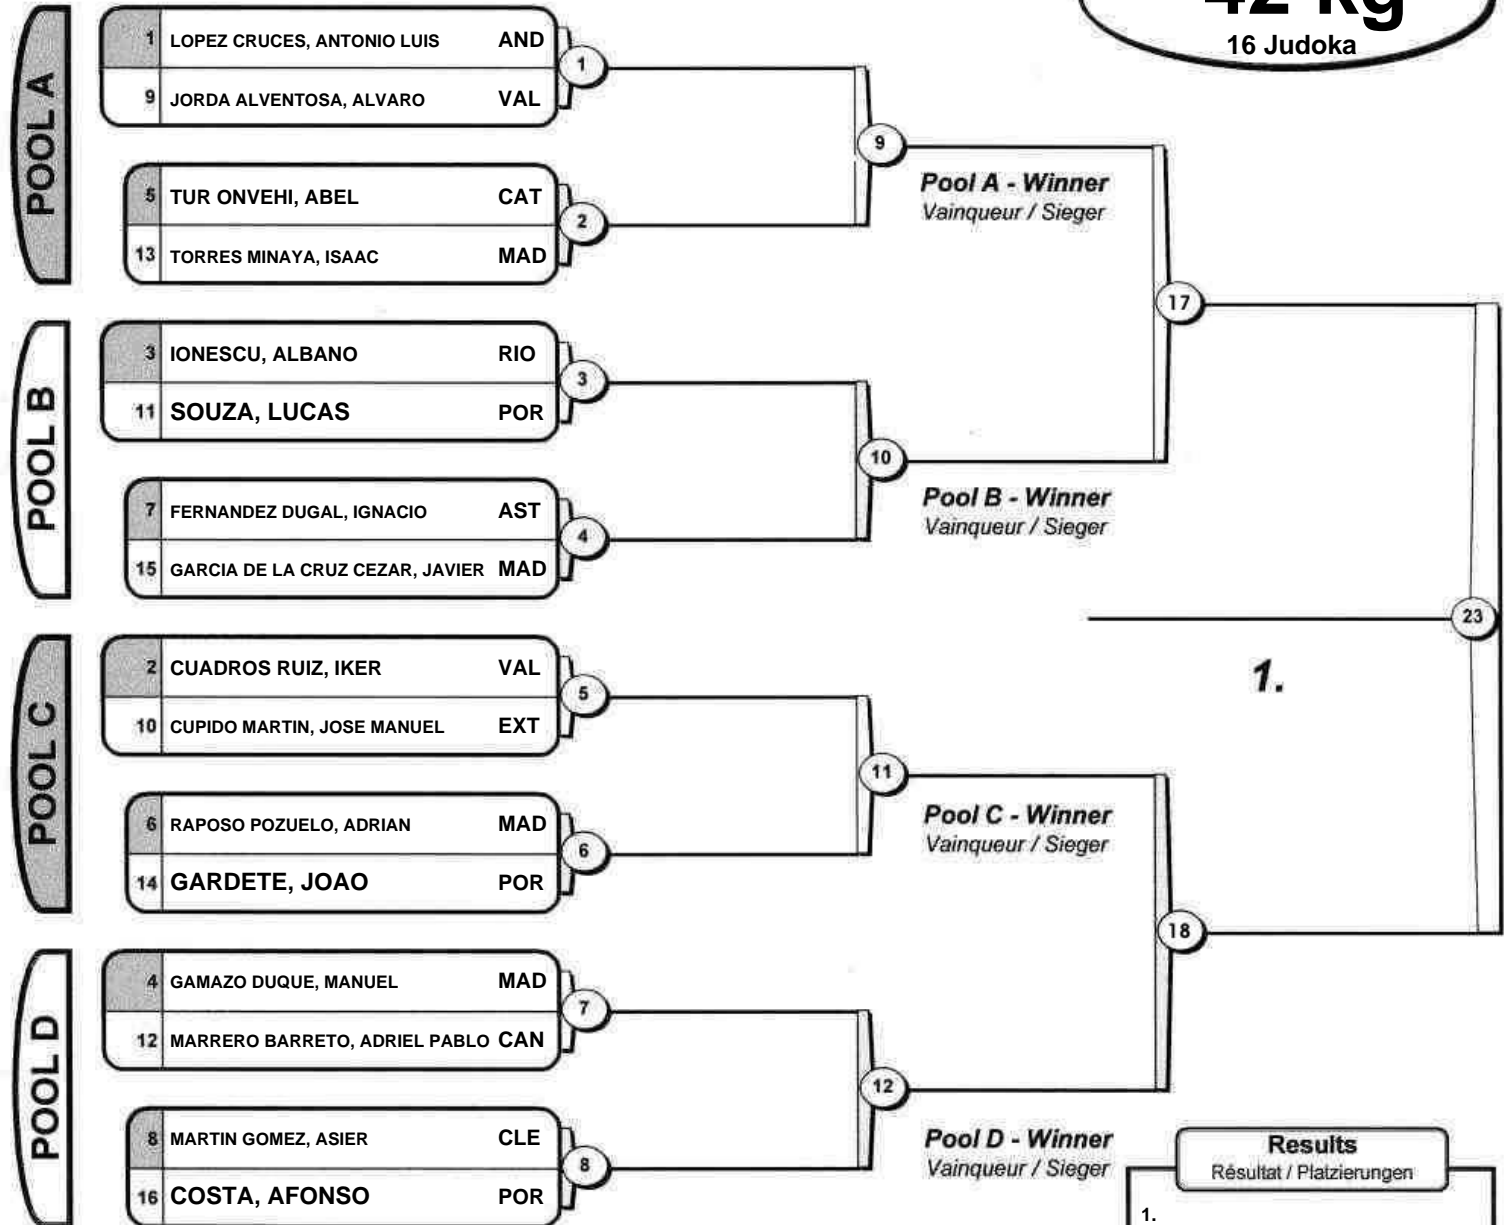 42 kg
16 Judoka
POOL A
1 LOPEZ CRUCES, ANTONIO LUIS AND
1
9 JORDA ALVENTOSA, ALVARO VAL
9
5 TUR ONVEHI, ABEL CAT
2
13 TORRES MINAYA, ISAAC MAD
Pool A - Winner
Vainqueur / Sieger
17
POOL B
3 IONESCU, ALBANO RIO
3
11 SOUZA, LUCAS POR
10
7 FERNANDEZ DUGAL, IGNACIO AST
4
15 GARCIA DE LA CRUZ CEZAR, JAVIER MAD
Pool B - Winner
Vainqueur / Sieger
23
1.
POOL C
2 CUADROS RUIZ, IKER VAL
5
10 CUPIDO MARTIN, JOSE MANUEL EXT
11
6 RAPOSO POZUELO, ADRIAN MAD
6
14 GARDETE, JOAO POR
Pool C - Winner
Vainqueur / Sieger
18
POOL D
4 GAMAZO DUQUE, MANUEL MAD
7
12 MARRERO BARRETO, ADRIEL PABLO CAN
12
8 MARTIN GOMEZ, ASIER CLE
8
16 COSTA, AFONSO POR
Pool D - Winner
Vainqueur / Sieger
Results
Résultat / Platzierungen
1.